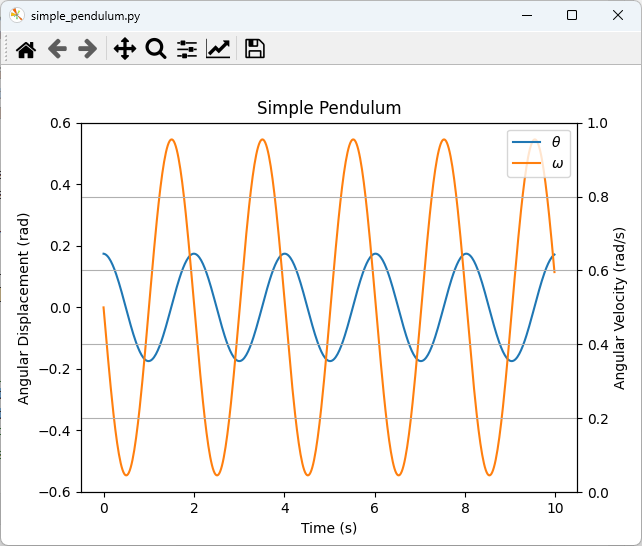 simple_pendulum.py
Simple Pendulum
θ
ω
0.6
0.4
0.2
0.0
−0.2
−0.4
−0.6
Angular Displacement (rad)
1.0
0.8
0.6
0.4
0.2
0.0
Angular Velocity (rad/s)
0
2
4
6
8
10
Time (s)